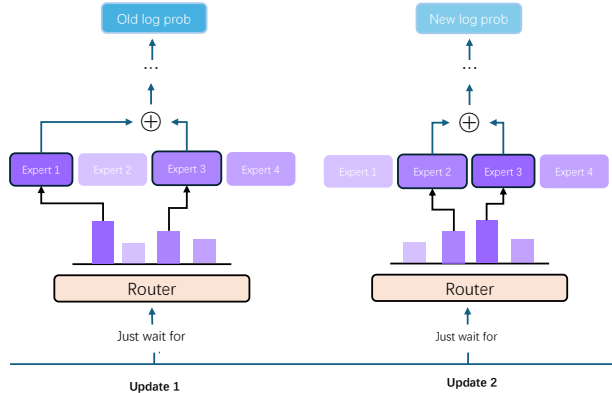 Old log prob
New log prob
...
...
Expert 1
Expert 2
Expert 3
Expert 4
Expert 1
Expert 2
Expert 3
Expert 4
Router
Router
Just wait for
Just wait for
Update 1
Update 2